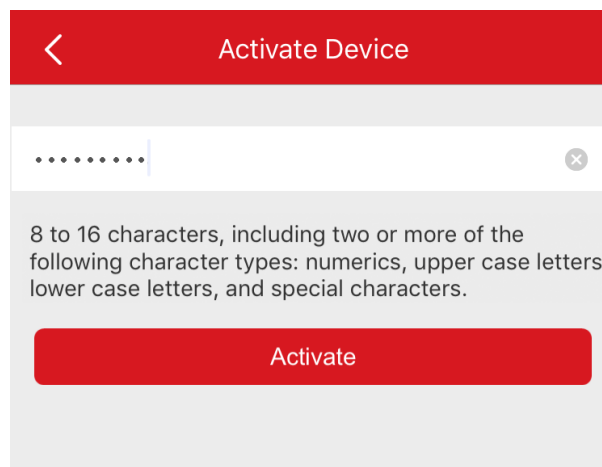 Activate Device
•••••••••
8 to 16 characters, including two or more of the
following character types: numerics, upper case letters
lower case letters, and special characters.
Activate